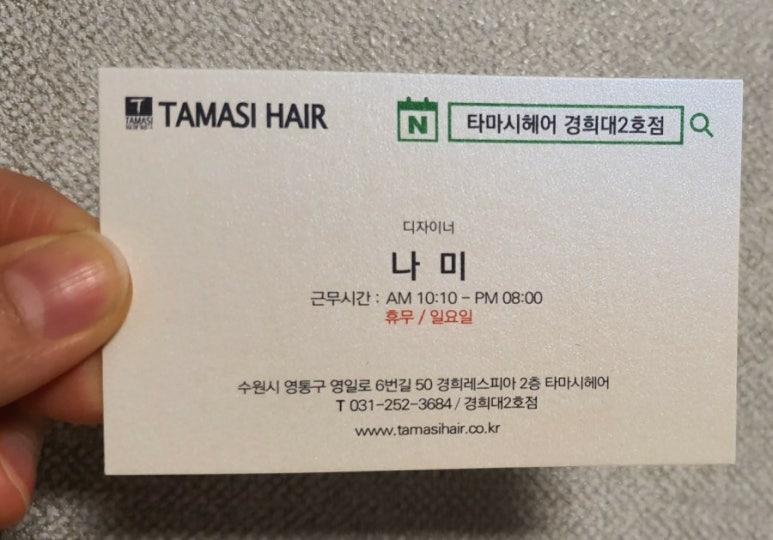 T
TAMASI
TAMASI HAIR
N
타마시헤어 경희대2호점
디자이너
나 미
근무시간 : AM 10:10 - PM 08:00
휴무 / 일요일
수원시 영통구 영일로 6번길 50 경희레스피아 2층 타마시헤어
T 031-252-3684 / 경희대2호점
www.tamasihair.co.kr